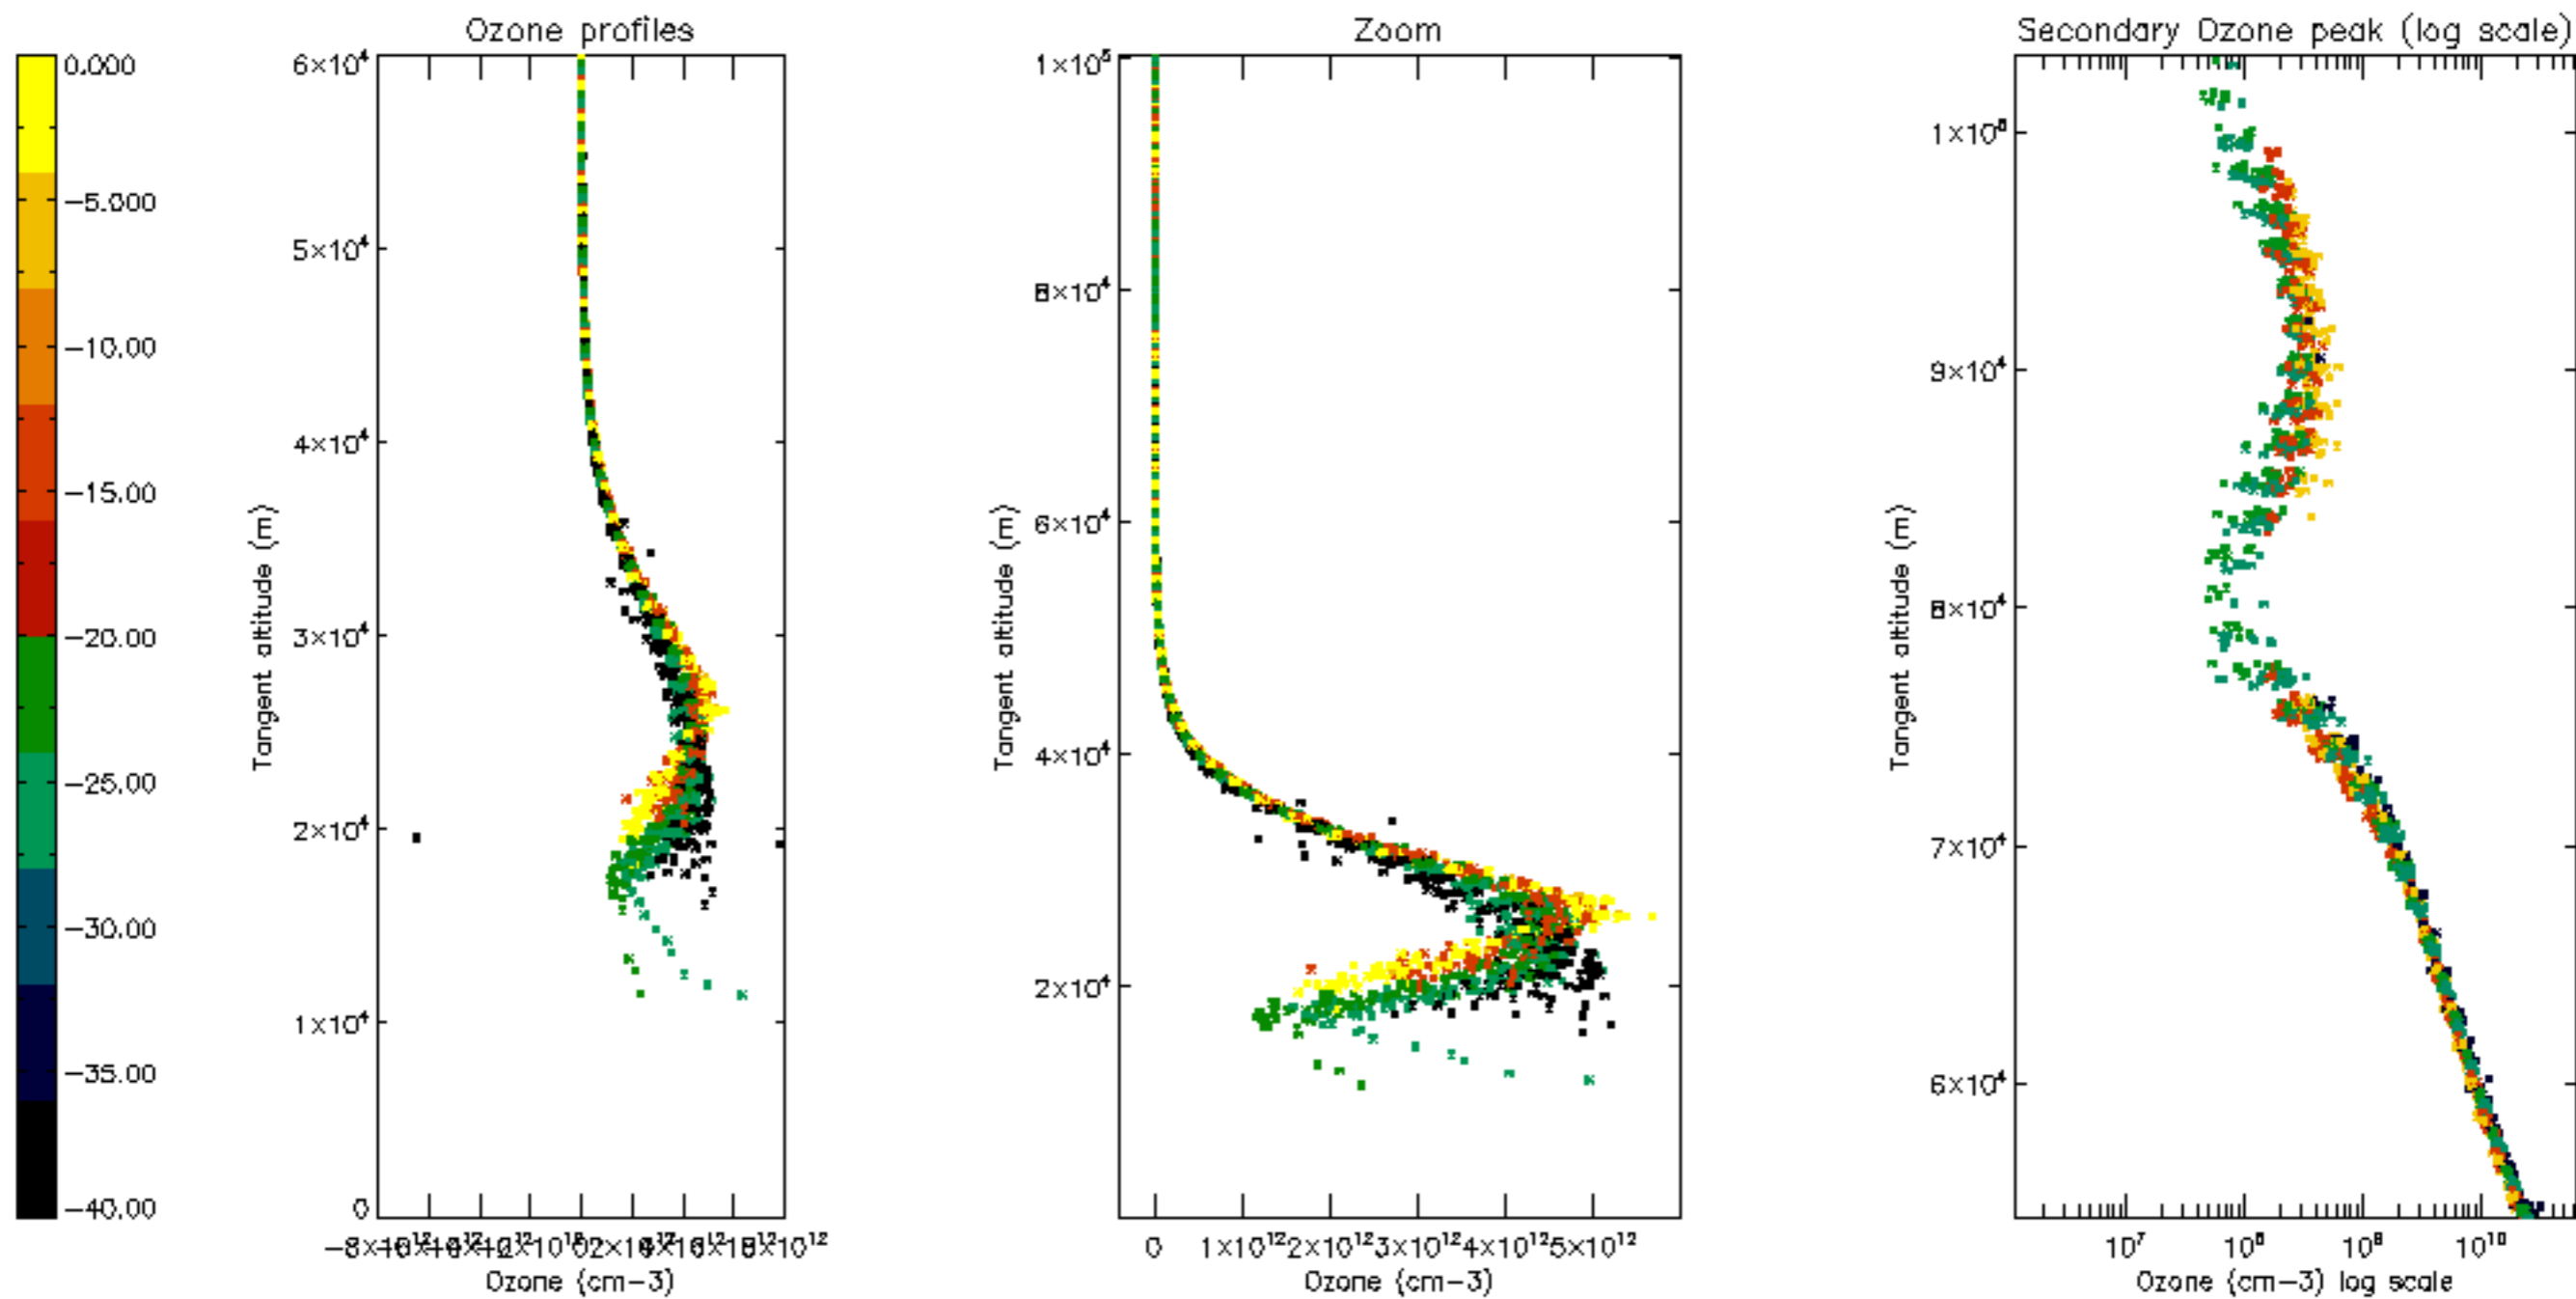 Ozone profiles
Zoom
Secondary Ozone peak (log scale)
0.000
−5.000
−10.00
−15.00
−20.00
−25.00
−30.00
−35.00
−40.00
Tangent altitude (m)
6×10⁴
5×10⁴
4×10⁴
3×10⁴
2×10⁴
1×10⁴
0
Ozone (cm−3)
Tangent altitude (m)
1×10⁵
8×10⁴
6×10⁴
4×10⁴
2×10⁴
0 1×10¹² 2×10¹² 3×10¹² 4×10¹² 5×10¹²
Ozone (cm−3)
Tangent altitude (m)
9×10⁴
8×10⁴
7×10⁴
6×10⁴
10⁷ 10⁸ 10⁹ 10¹⁰
Ozone (cm−3) log scale